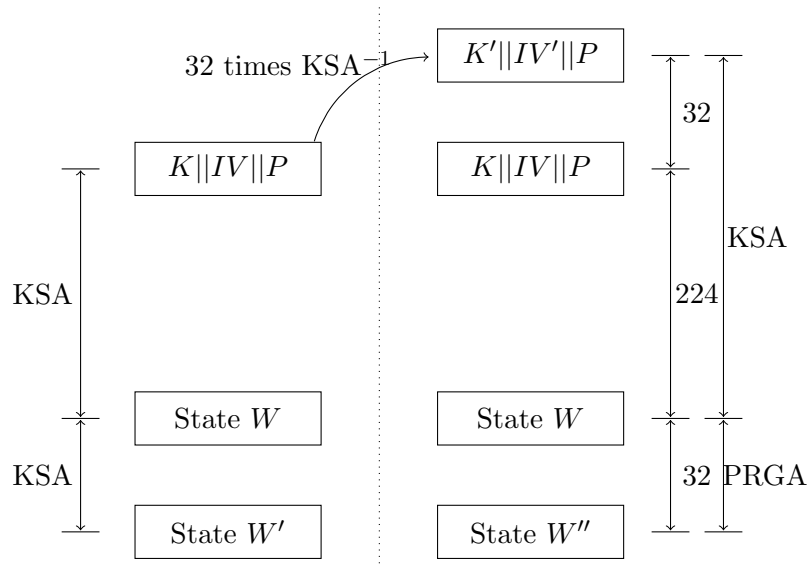 K′||IV′||P
32 times KSA⁻¹
32
K||IV||P
K||IV||P
KSA
KSA
224
State W
State W
KSA
32
PRGA
State W′
State W′′